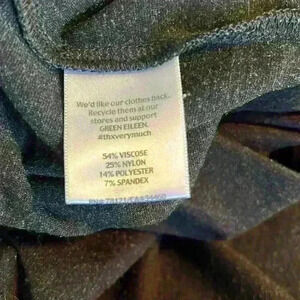 We'd like our clothes back.
Recycle them at our
stores and support
GREEN EILEEN.
#thxverymuch
54% VISCOSE
25% NYLON
14% POLYESTER
7% SPANDEX